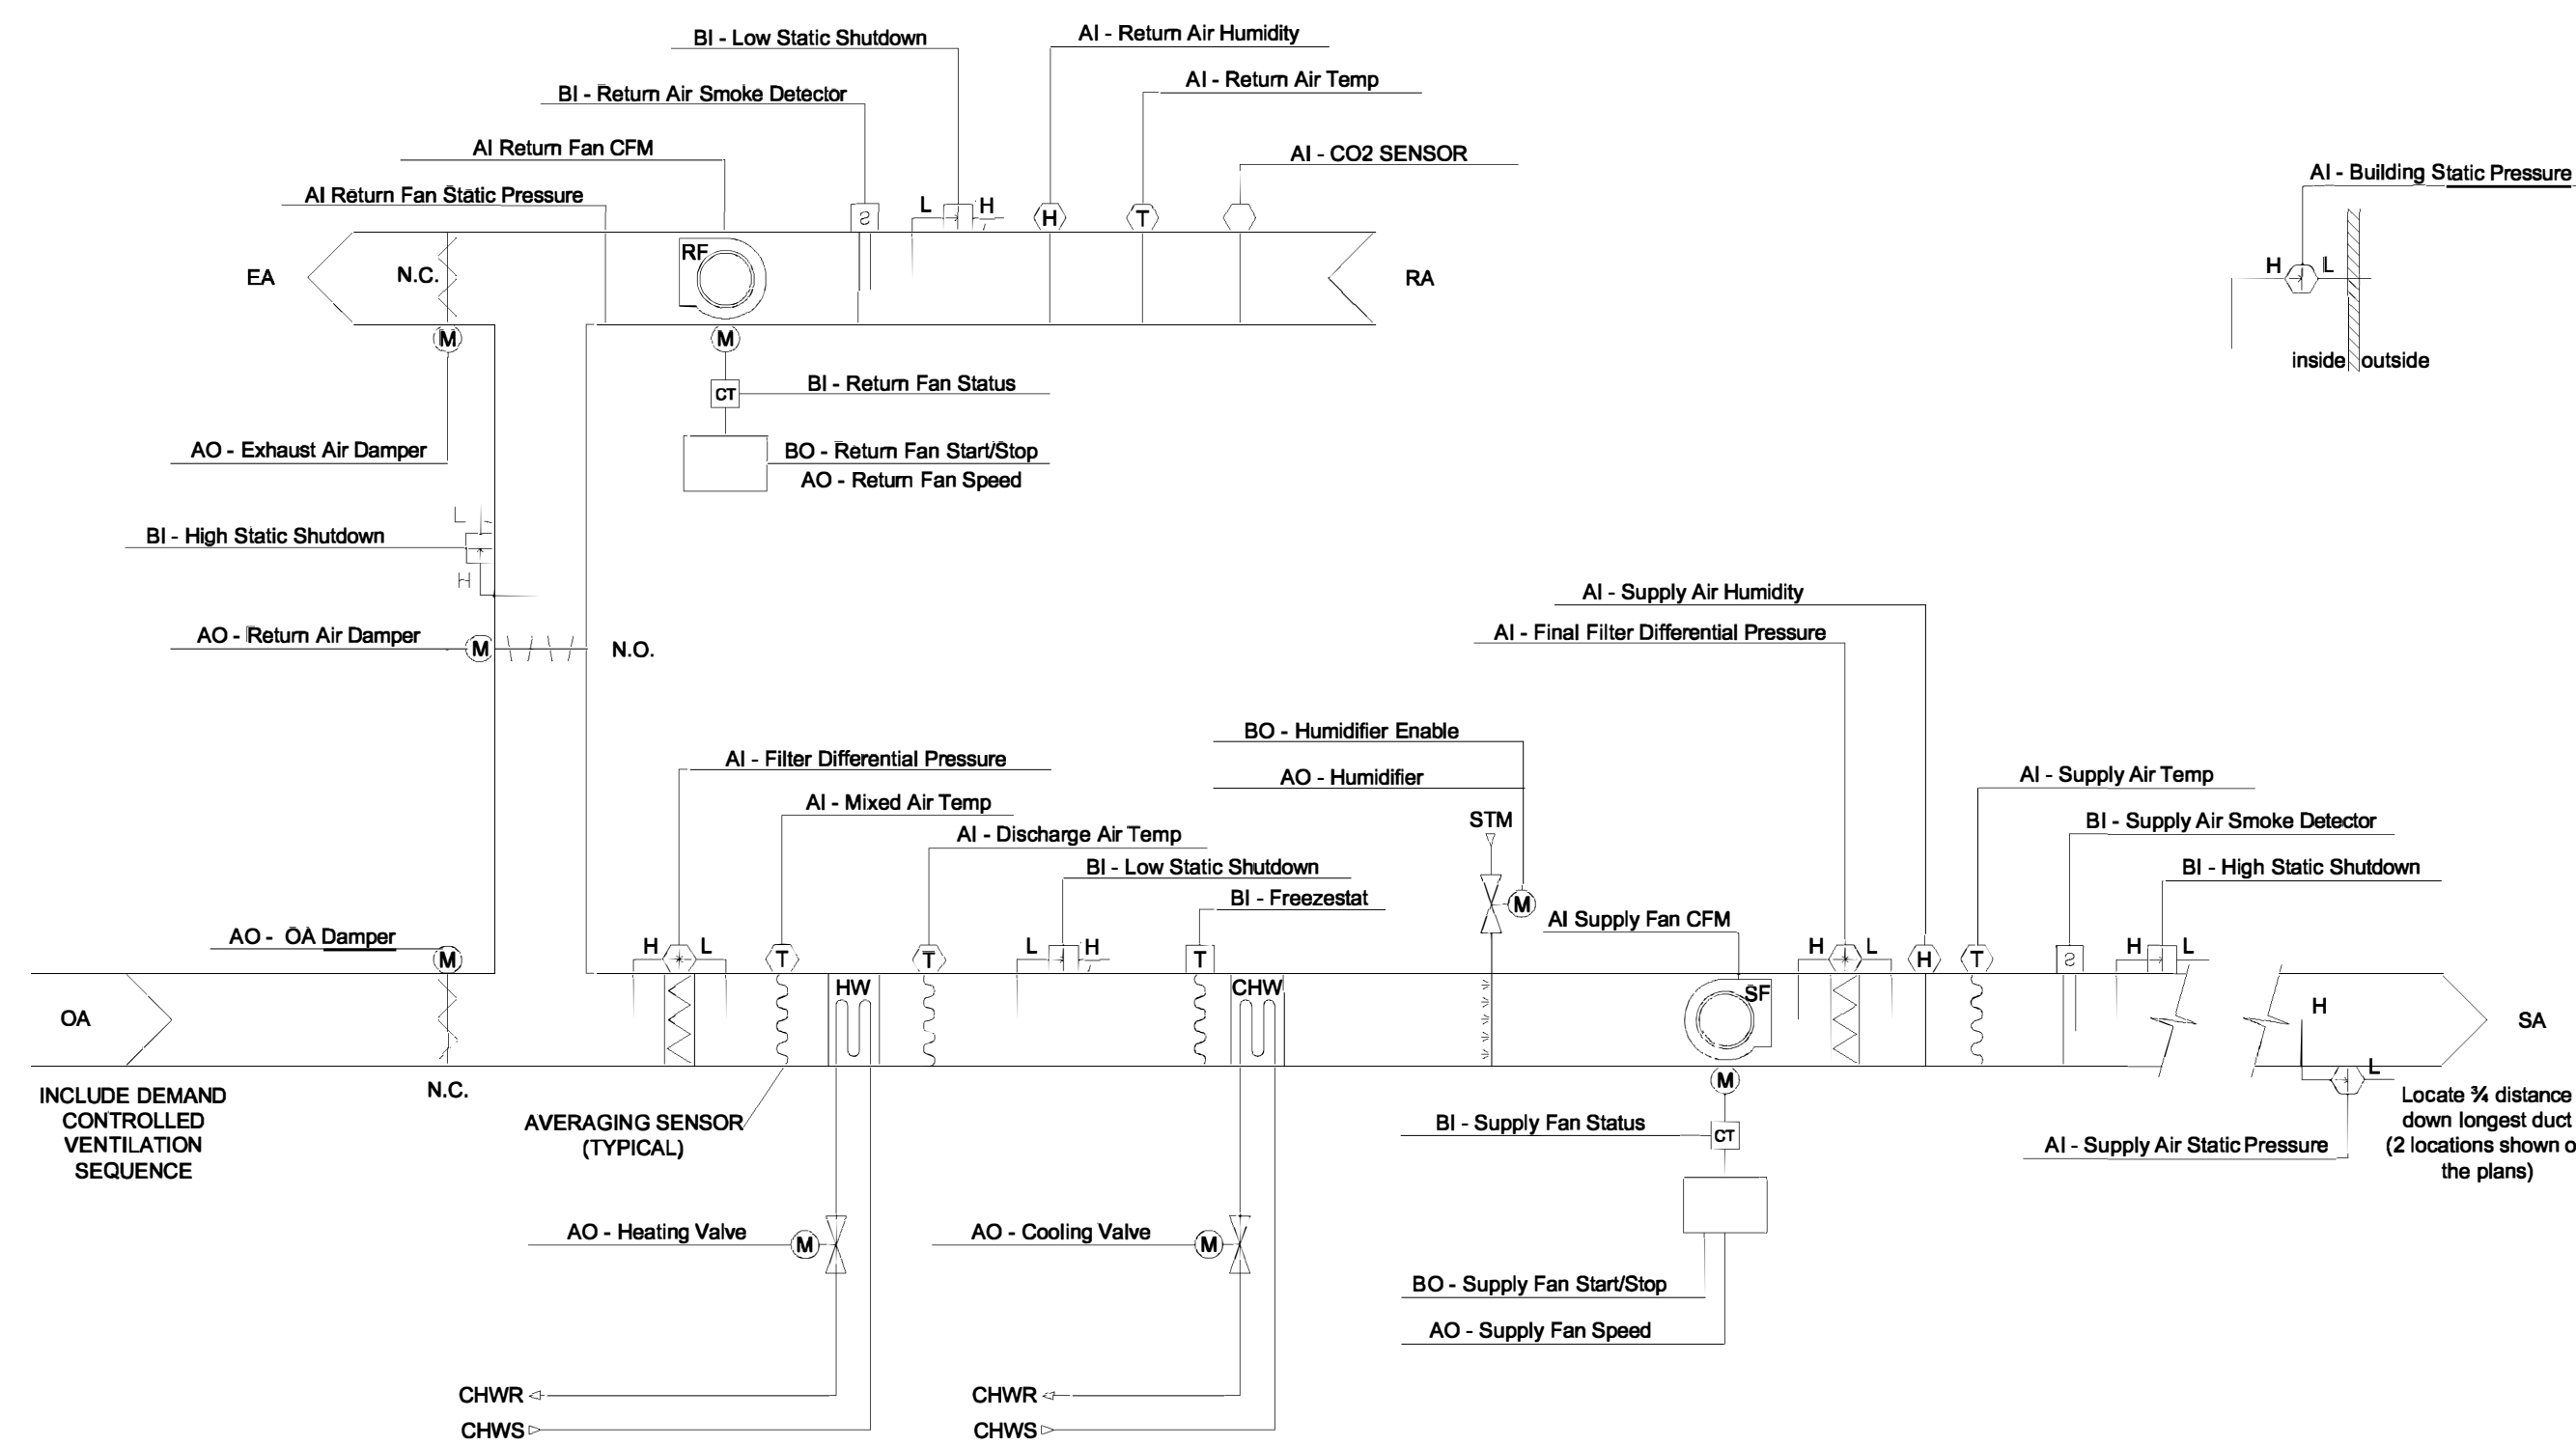 BI - Low Static Shutdown
AI - Return Air Humidity
BI - Return Air Smoke Detector
AI - Return Air Temp
AI Return Fan CFM
AI - CO2 SENSOR
AI Return Fan Static Pressure
AI - Building Static Pressure
S
L
H
H
T
EA
N.C.
RF
RA
H
L
M
M
inside
outside
CT
BI - Return Fan Status
AO - Exhaust Air Damper
BO - Return Fan Start/Stop
AO - Return Fan Speed
L
BI - High Static Shutdown
H
AO - Return Air Damper
M
N.O.
AI - Supply Air Humidity
AI - Final Filter Differential Pressure
BO - Humidifier Enable
AO - Humidifier
AI - Filter Differential Pressure
AI - Mixed Air Temp
AI - Discharge Air Temp
BI - Low Static Shutdown
BI - Freezestat
STM
M
AI Supply Fan CFM
AI - Supply Air Temp
BI - Supply Air Smoke Detector
BI - High Static Shutdown
AO - OA Damper
M
H
L
T
T
L
H
T
H
L
H
T
S
H
L
OA
HW
CHW
SF
H
SA
N.C.
M
L
INCLUDE DEMAND
CONTROLLED
VENTILATION
SEQUENCE
AVERAGING SENSOR
(TYPICAL)
BI - Supply Fan Status
CT
AI - Supply Air Static Pressure
Locate ¾ distance
down longest duct
(2 locations shown o
the plans)
AO - Heating Valve
M
AO - Cooling Valve
M
BO - Supply Fan Start/Stop
AO - Supply Fan Speed
CHWR
CHWR
CHWS
CHWS